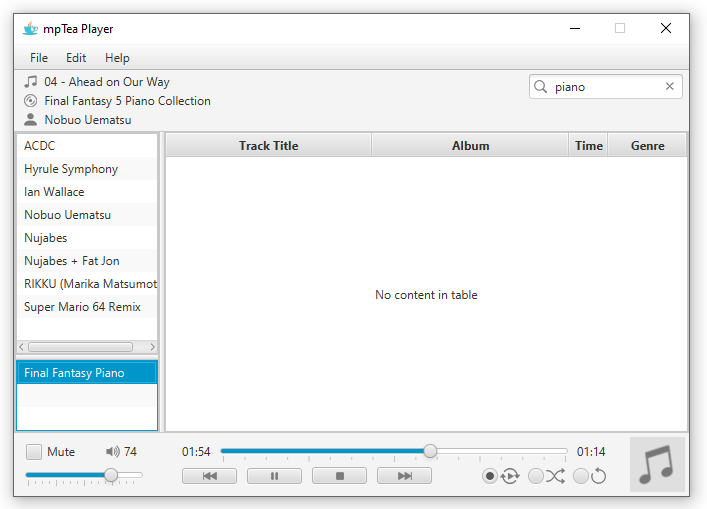 mpTea Player
File Edit Help
04 - Ahead on Our Way
Final Fantasy 5 Piano Collection
Nobuo Uematsu
piano
Track Title Album Time Genre
ACDC
Hyrule Symphony
Ian Wallace
Nobuo Uematsu
Nujabes
Nujabes + Fat Jon
RIKKU (Marika Matsumot
Super Mario 64 Remix
No content in table
Final Fantasy Piano
Mute 74 01:54 01:14